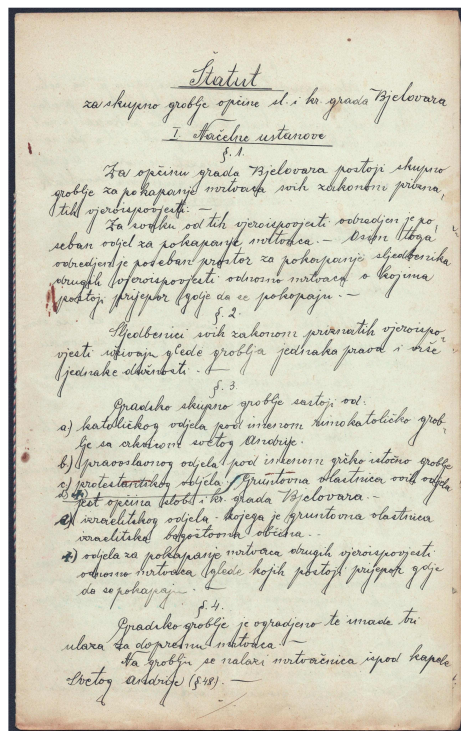 Štatut
za skupno groblje općine sl. i kr. grada Bjelovara
I. Načelne ustanove
§. 1.
Za općinu grada Bjelovara postoji skupno
groblje za pokapanje mrtvaca svih zakonom prizna„
tih vjeroispovjesti. —
Za svaku od tih vjeroispovjesti odredjen je po„
seban odjel za pokapanje mrtvaca. — Osim toga
odredjen je poseban prostor za pokapanje sljedbenika
drugih vjeroispovjesti odnosno mrtvaca o kojima
postoji prijepor gdje da se pokopaju. —
§. 2.
Sljedbenici svih zakonom priznatih vjeroispo„
vjesti uživaju glede groblja jednaka prava i vrše
jednake dužnosti. —
§. 3.
Gradsko skupno groblje sastoji od:
a) katoličkog odjela pod imenom rimokatoličko grob„
lje sa crkvom svetog Andrije.
b) pravoslavnog odjela pod imenom grčko istočno groblje
c) protestantskog odjela. Gruntovna vlastnica ovih odjela
jest općina slob. i kr. grada Bjelovara. —
d) izraelitskog odjela kojega je gruntovna vlastnica
izraelitska bogoštovna općina. —
odjela za pokapanje mrtvaca drugih vjeroispovjesti
odnosno mrtvaca glede kojih postoji prijepor gdje
da se pokapaju. —
§. 4.
Gradsko groblje je ogradjeno te imade tri
ulaza za dopremu mrtvaca. —
Na groblju se nalazi mrtvačnica ispod kapele
Svetog Andrije (§ 48). —